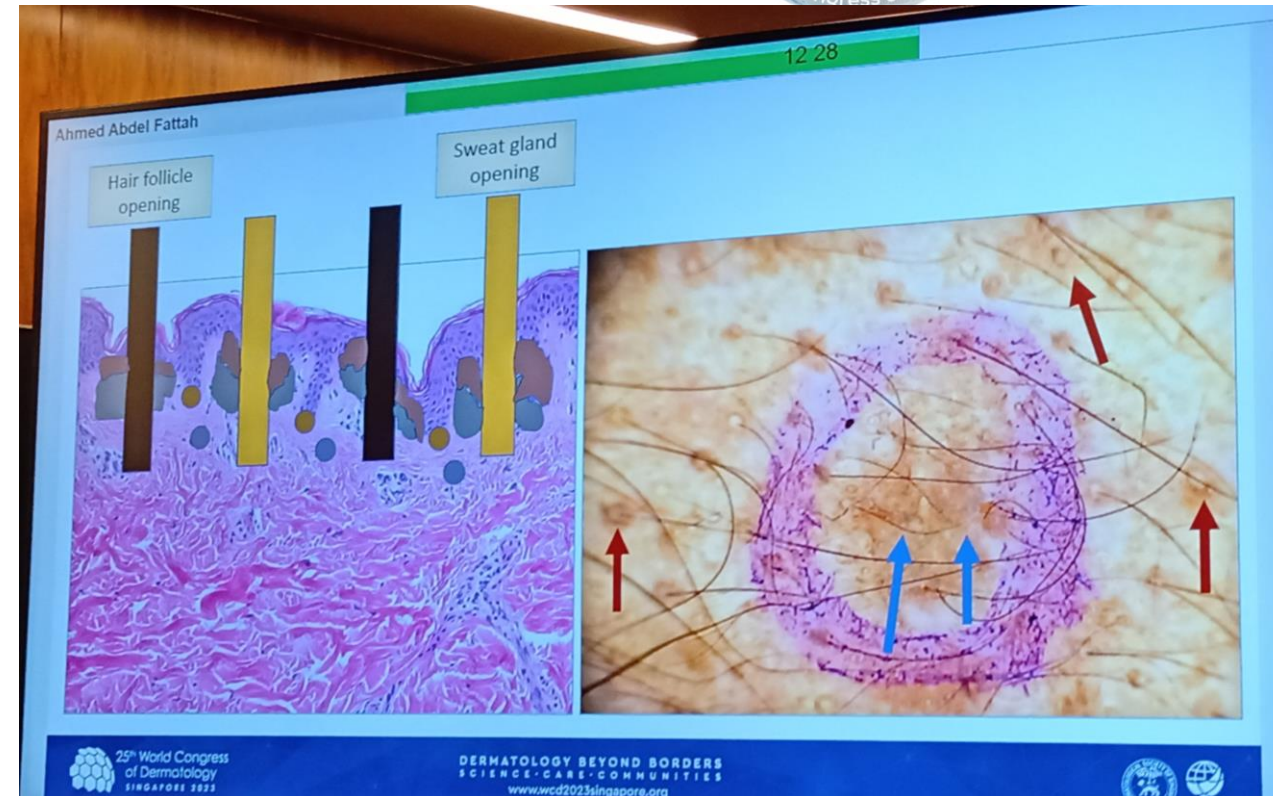 12 28
Ahmed Abdel Fattah
Hair follicle
opening
Sweat gland
opening
25th World Congress
of Dermatology
SINGAPORE 2023
DERMATOLOGY BEYOND BORDERS
SCIENCE·CARE·COMMUNITIES
www.wcd2023singapore.org